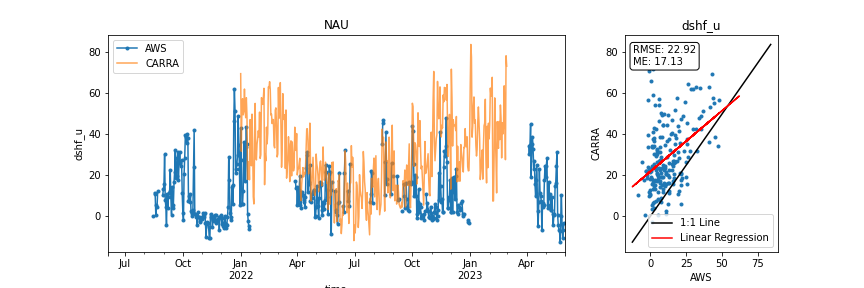 NAU
AWS
CARRA
dshf_u
80
60
40
20
0
Jul
Oct
Jan
2022
Apr
Jul
Oct
Jan
2023
Apr
time
dshf_u
RMSE: 22.92
ME: 17.13
CARRA
80
60
40
20
0
1:1 Line
Linear Regression
0
25
50
75
AWS